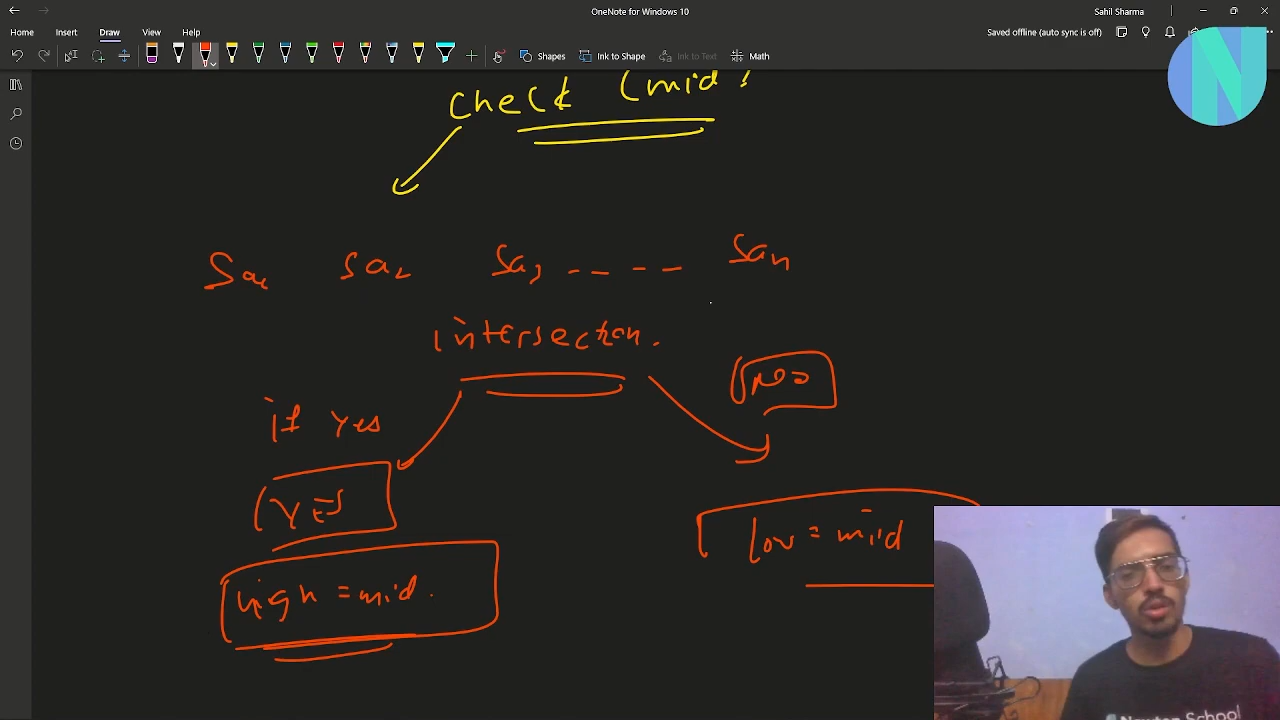 OneNote for Windows 10
Sahil Sharma
Home Insert Draw View Help
Saved offline (auto sync is off)
Shapes Ink to Shape Ink to Text Math
Check (mid)
Sa1 Sa2 Sa3 ----- San
intersection.
if yes
(YES
high = mid.
low = mid
Newton School